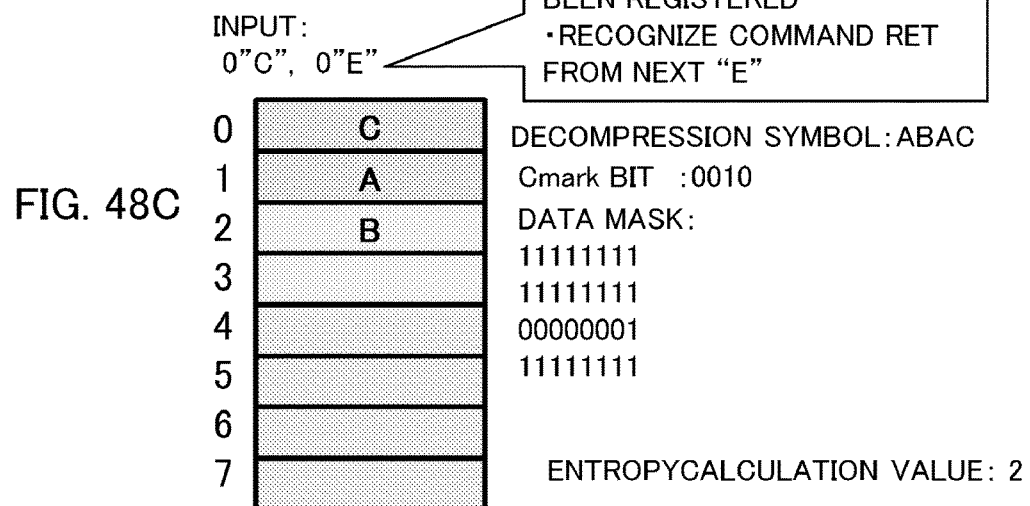 BEEN REGISTERED
・RECOGNIZE COMMAND RET
FROM NEXT “E”
INPUT:
0”C”, 0”E”
FIG. 48C
0 C
1 A
2 B
3
4
5
6
7
DECOMPRESSION SYMBOL:ABAC
Cmark BIT :0010
DATA MASK:
11111111
11111111
00000001
11111111
ENTROPYCALCULATION VALUE: 2